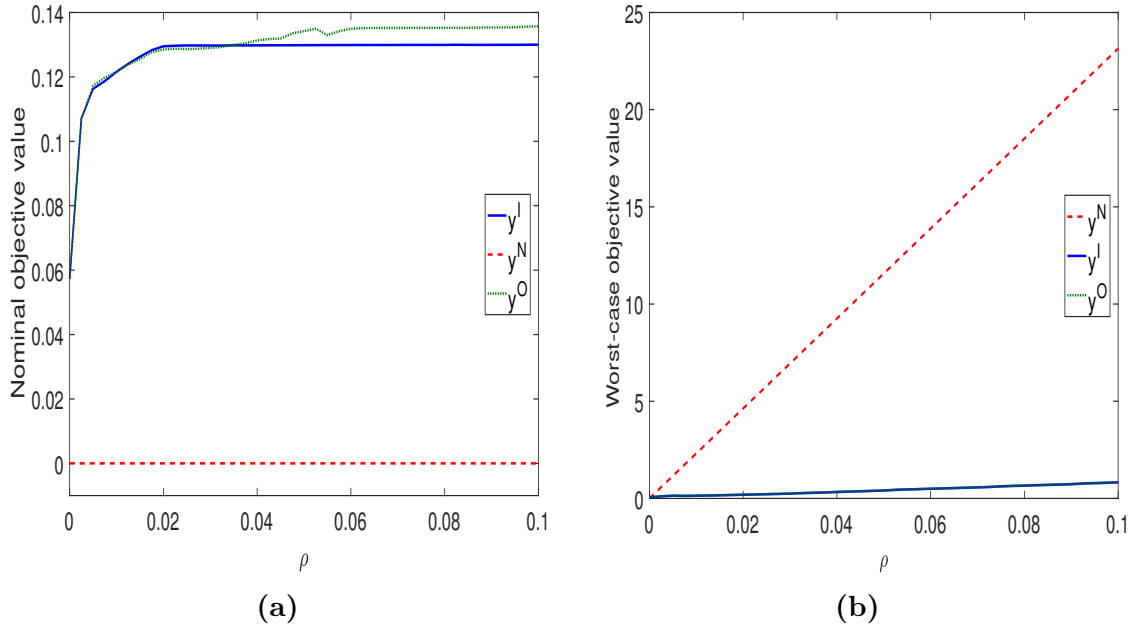 0.14
0.12
0.1
0.08
0.06
0.04
0.02
0
0
0.02
0.04
0.06
0.08
0.1
Nominal objective value
ρ
y^I
y^N
y^O
(a)
25
20
15
10
5
0
0
0.02
0.04
0.06
0.08
0.1
Worst-case objective value
ρ
y^N
y^I
y^O
(b)